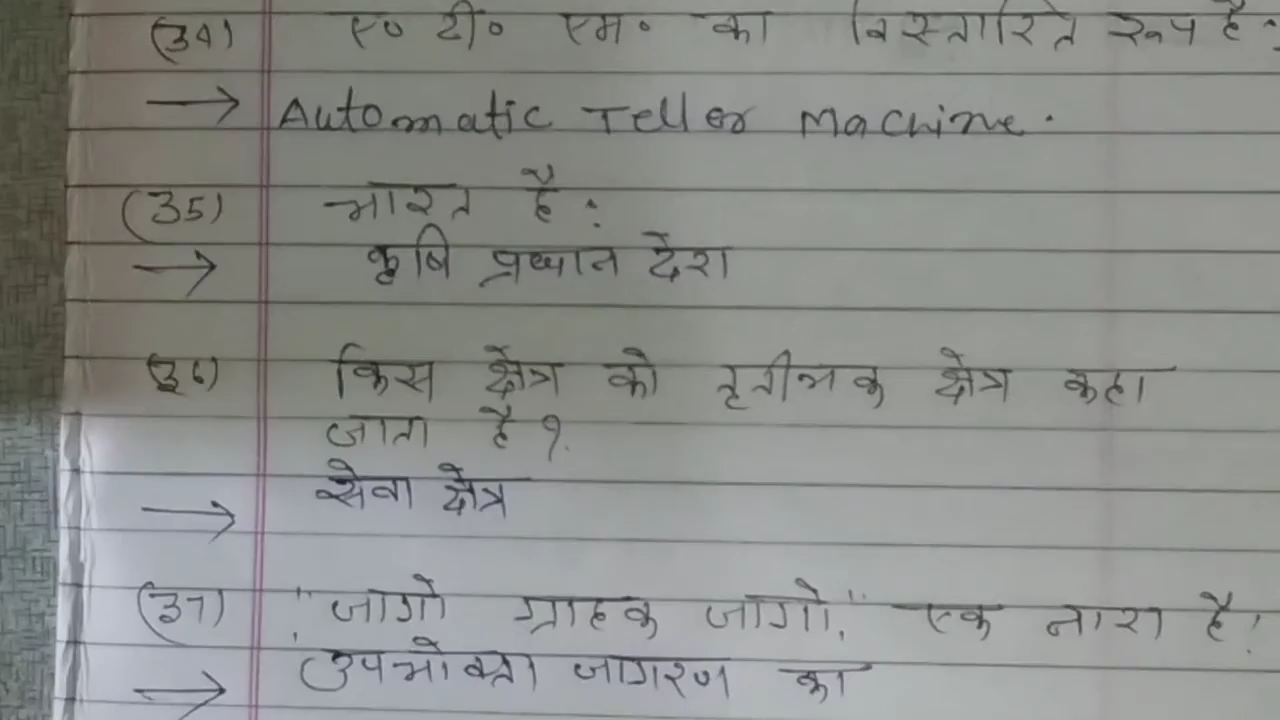 (34) ए० टी० एम० का विस्तारित रूप है:
→ Automatic Teller Machine.
(35) भारत है:
→ कृषि प्रधान देश
(36) किस क्षेत्र को तृतीयक क्षेत्र कहा
जाता है ?
→ सेवा क्षेत्र
(37) "जागो ग्राहक जागो." एक नारा है!
→ उपभोक्ता जागरण का